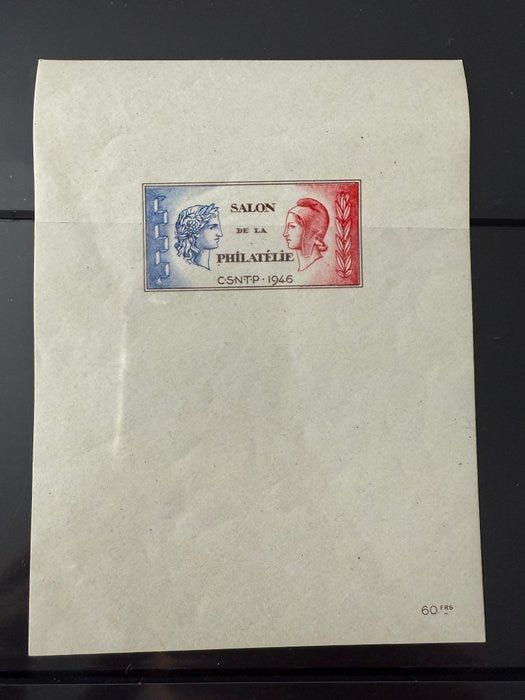 SALON
DE LA
PHILATÉLIE
C·S·N·T·P · 1946
60 FRS